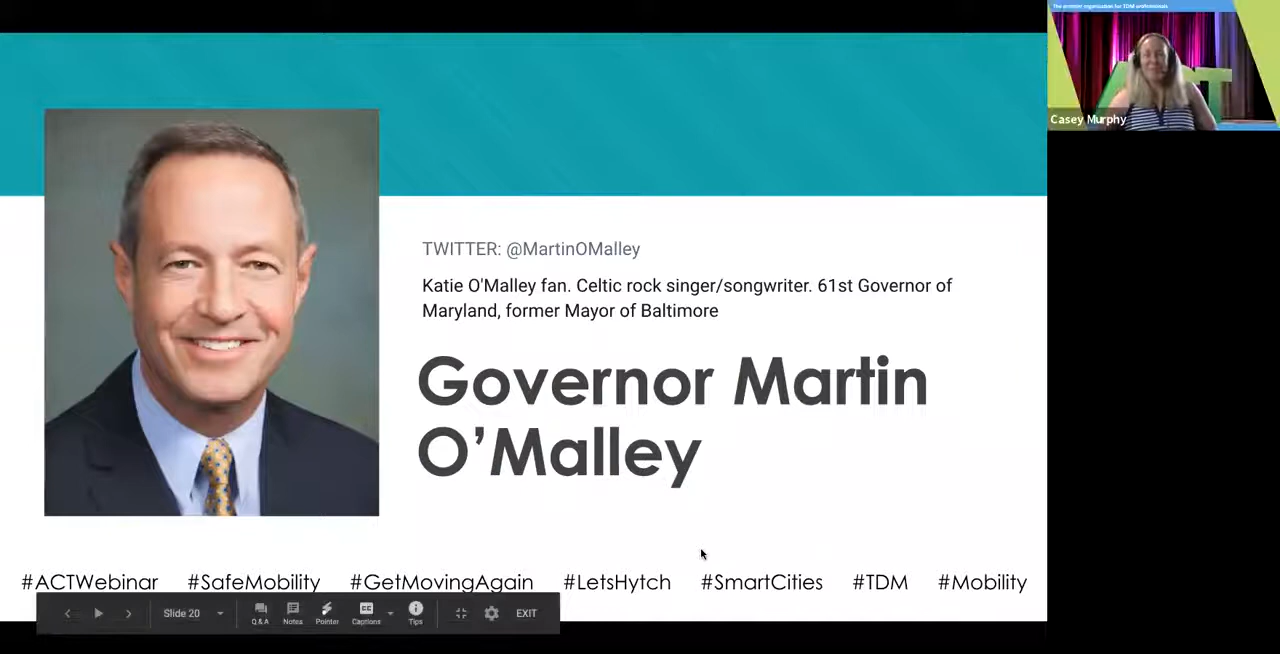 The premier organization for TDM professionals
Casey Murphy
TWITTER: @MartinOMalley
Katie O'Malley fan. Celtic rock singer/songwriter. 61st Governor of
Maryland, former Mayor of Baltimore
Governor Martin
O’Malley
#ACTWebinar #SafeMobility #GetMovingAgain #LetsHytch #SmartCities #TDM #Mobility
Slide 20 Q&A Notes Pointer Captions Tips EXIT
CC